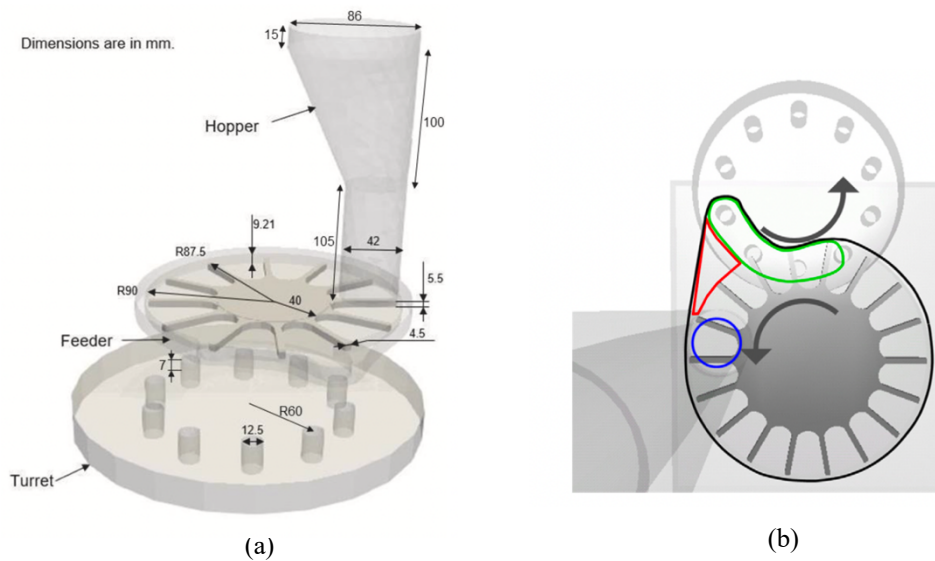 86
15
Dimensions are in mm.
Hopper
100
9.21
105
42
R87.5
5.5
R90
40
4.5
Feeder
7
R60
12.5
Turret
(a)
(b)